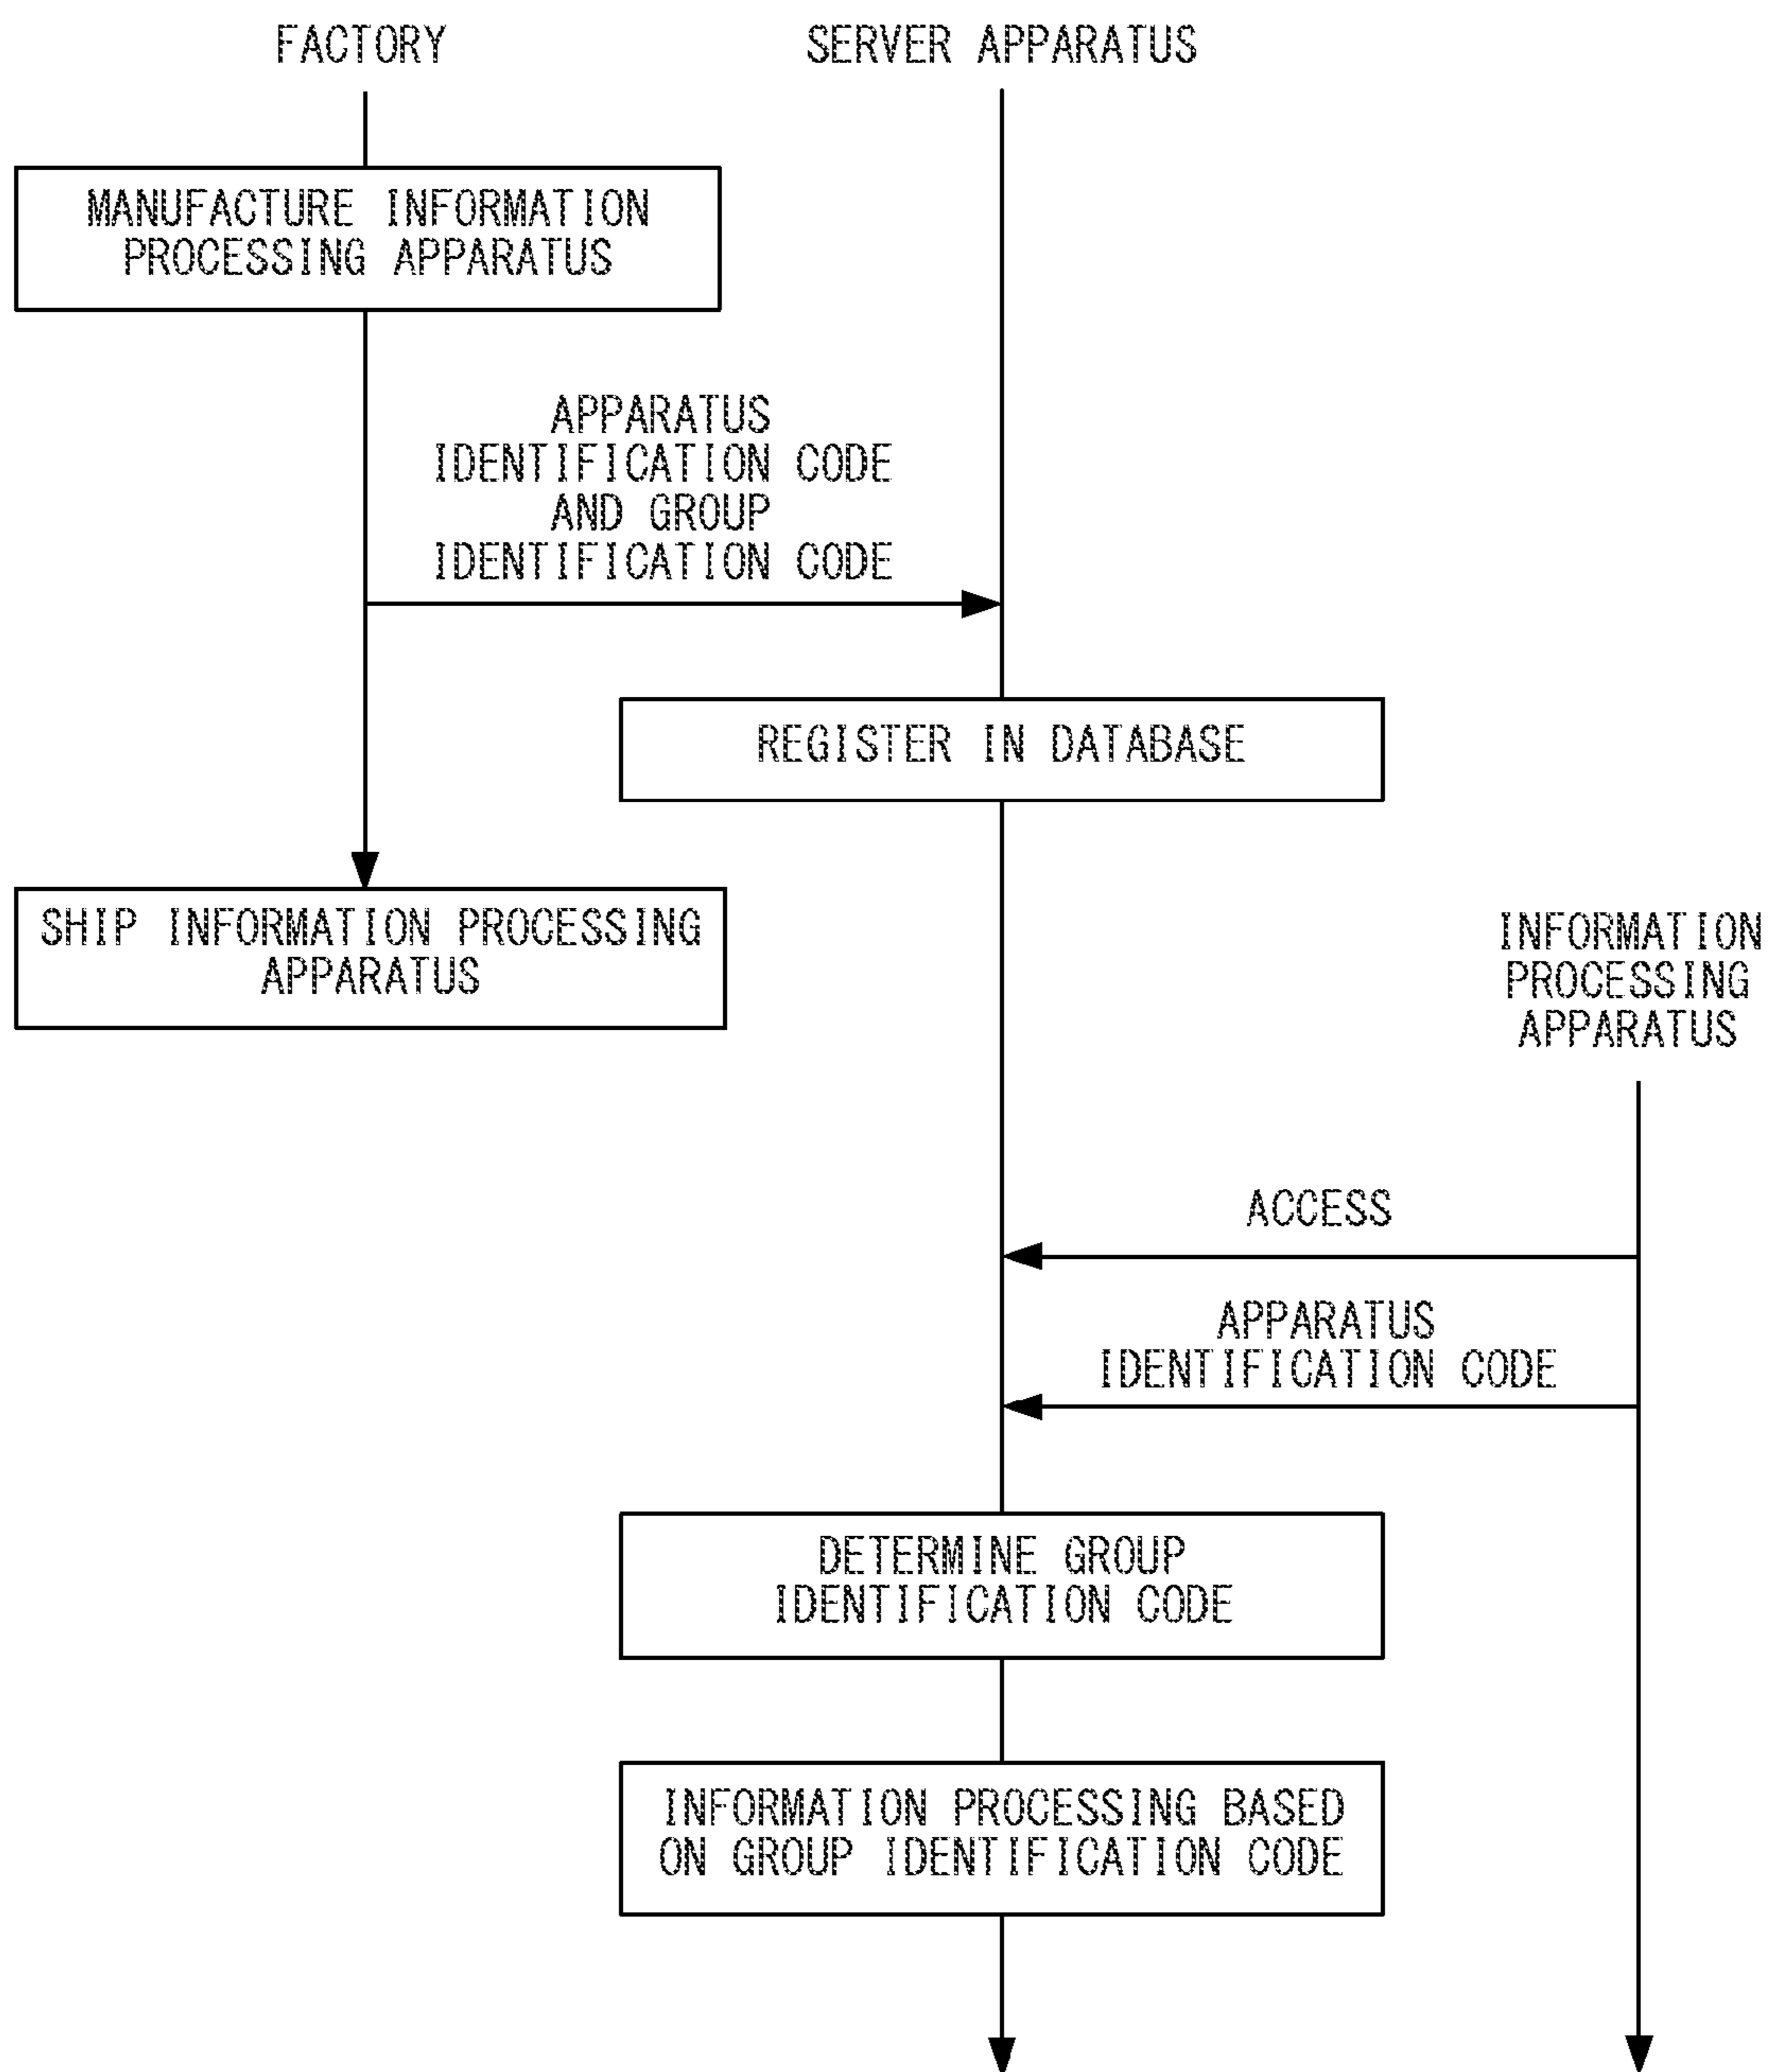 FACTORY
SERVER APPARATUS
MANUFACTURE INFORMATION
PROCESSING APPARATUS
APPARATUS
IDENTIFICATION CODE
AND GROUP
IDENTIFICATION CODE
REGISTER IN DATABASE
SHIP INFORMATION PROCESSING
APPARATUS
INFORMATION
PROCESSING
APPARATUS
ACCESS
APPARATUS
IDENTIFICATION CODE
DETERMINE GROUP
IDENTIFICATION CODE
INFORMATION PROCESSING BASED
ON GROUP IDENTIFICATION CODE